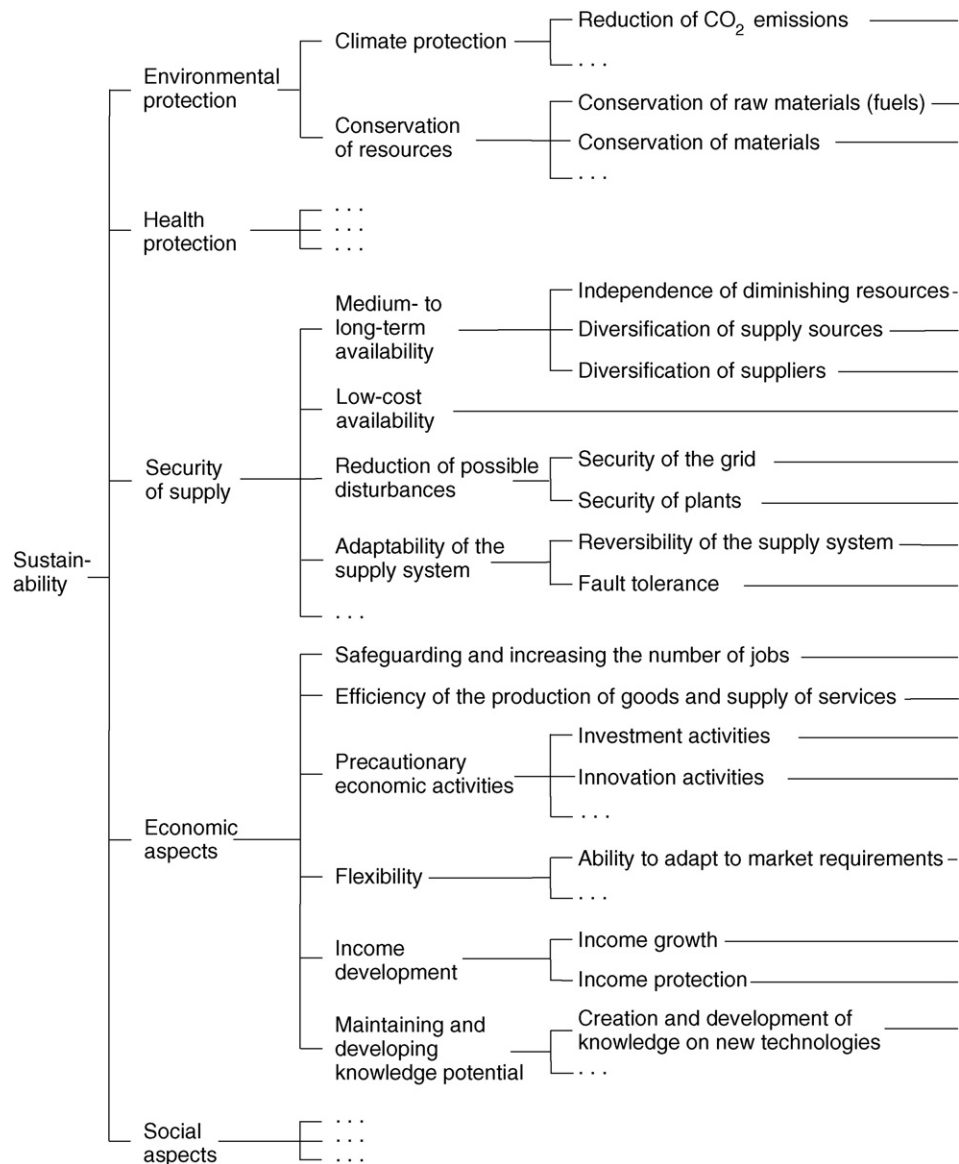 Reduction of CO2 emissions
Climate protection
. . .
Environmental
protection
Conservation of raw materials (fuels)
Conservation
of resources
Conservation of materials
. . .
Health
protection
. . .
. . .
. . .
Medium- to
long-term
availability
Independence of diminishing resources
Diversification of supply sources
Diversification of suppliers
Low-cost
availability
Security
of supply
Reduction of possible
disturbances
Security of the grid
Security of plants
Adaptability of the
supply system
Reversibility of the supply system
Fault tolerance
. . .
Sustain-
ability
Safeguarding and increasing the number of jobs
Efficiency of the production of goods and supply of services
Precautionary
economic activities
Investment activities
Innovation activities
. . .
Economic
aspects
Flexibility
Ability to adapt to market requirements
. . .
Income
development
Income growth
Income protection
Maintaining and
developing
knowledge potential
Creation and development of
knowledge on new technologies
. . .
Social
aspects
. . .
. . .
. . .